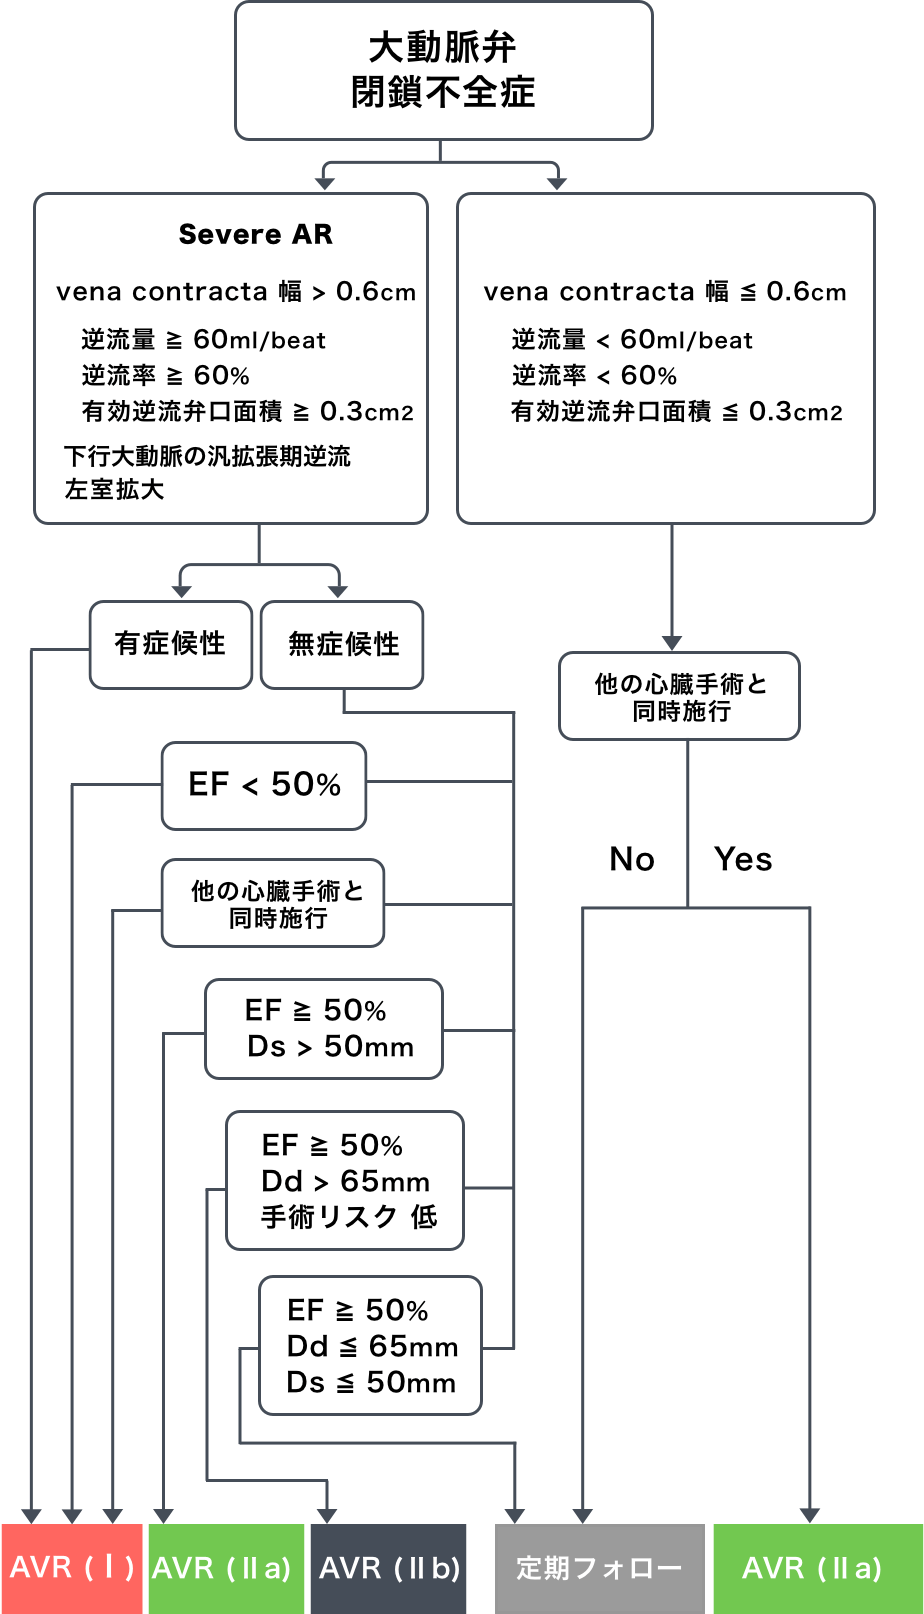 大動脈弁
閉鎖不全症
Severe AR
vena contracta 幅 > 0.6cm
逆流量 ≧ 60ml/beat
逆流率 ≧ 60%
有効逆流弁口面積 ≧ 0.3cm2
下行大動脈の汎拡張期逆流
左室拡大
vena contracta 幅 ≦ 0.6cm
逆流量 < 60ml/beat
逆流率 < 60%
有効逆流弁口面積 ≦ 0.3cm2
有症候性
無症候性
他の心臓手術と
同時施行
EF < 50%
No
Yes
他の心臓手術と
同時施行
EF ≧ 50%
Ds > 50mm
EF ≧ 50%
Dd > 65mm
手術リスク 低
EF ≧ 50%
Dd ≦ 65mm
Ds ≦ 50mm
AVR (Ⅰ)
AVR (Ⅱa)
AVR (Ⅱb)
定期フォロー
AVR (Ⅱa)